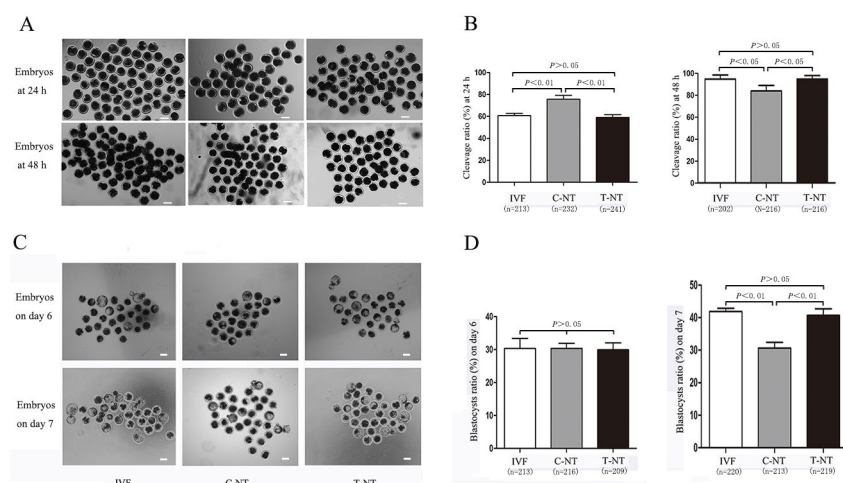 A
Embryos
at 24 h
Embryos
at 48 h
B
Cleavage ratio (%) at 24 h
100
80
60
40
20
0
P>0.05
P<0.01
P<0.01
IVF
C-NT
T-NT
(n=213)
(n=232)
(n=241)
Cleavage ratio (%) at 48 h
100
80
60
40
20
0
P>0.05
P<0.05
P<0.05
IVF
C-NT
T-NT
(n=202)
(N=216)
(n=216)
C
Embryos
on day 6
Embryos
on day 7
IVF
C-NT
T-NT
D
Blastocysts ratio (%) on day 6
40
30
20
10
0
P>0.05
IVF
C-NT
T-NT
(n=213)
(n=216)
(n=209)
Blastocysts ratio (%) on day 7
50
40
30
20
10
0
P>0.05
P<0.01
P<0.01
IVF
C-NT
T-NT
(n=220)
(n=213)
(n=219)